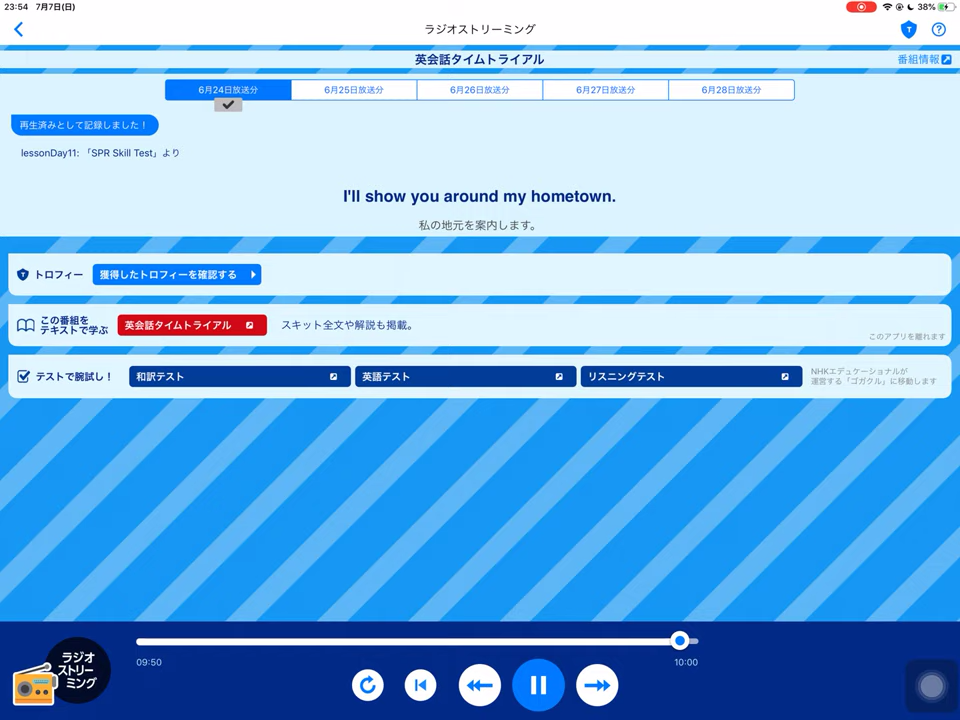 23:54 7月7日(日)
38%
ラジオストリーミング
英会話タイムトライアル
番組情報
6月24日放送分
6月25日放送分
6月26日放送分
6月27日放送分
6月28日放送分
再生済みとして記録しました！
lessonDay11: 「SPR Skill Test」より
I'll show you around my hometown.
私の地元を案内します。
トロフィー
獲得したトロフィーを確認する
この番組を
テキストで学ぶ
英会話タイムトライアル
スキット全文や解説も掲載。
このアプリを離れます
テストで腕試し！
和訳テスト
英語テスト
リスニングテスト
NHKエデュケーショナルが
運営する「ゴガクル」に移動します
ラジオ
ストリー
ミング
09:50
10:00